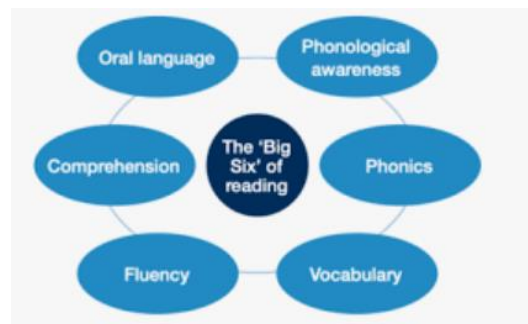 Oral language
Phonological
awareness
Comprehension
The ‘Big
Six’ of
reading
Phonics
Fluency
Vocabulary